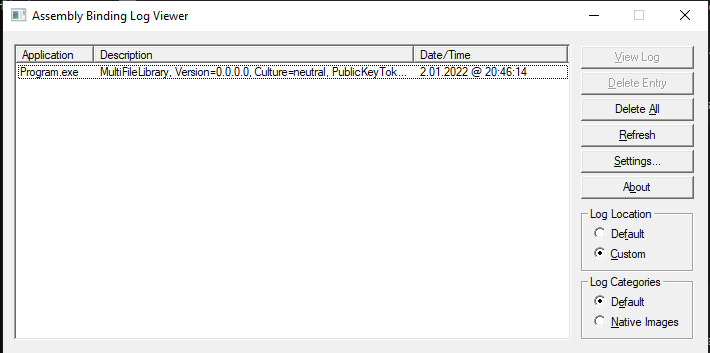 Assembly Binding Log Viewer
Application Description Date/Time
Program.exe MultiFileLibrary, Version=0.0.0.0, Culture=neutral, PublicKeyTok... 2.01.2022 @ 20:46:14
View Log
Delete Entry
Delete All
Refresh
Settings...
About
Log Location
Default
Custom
Log Categories
Default
Native Images